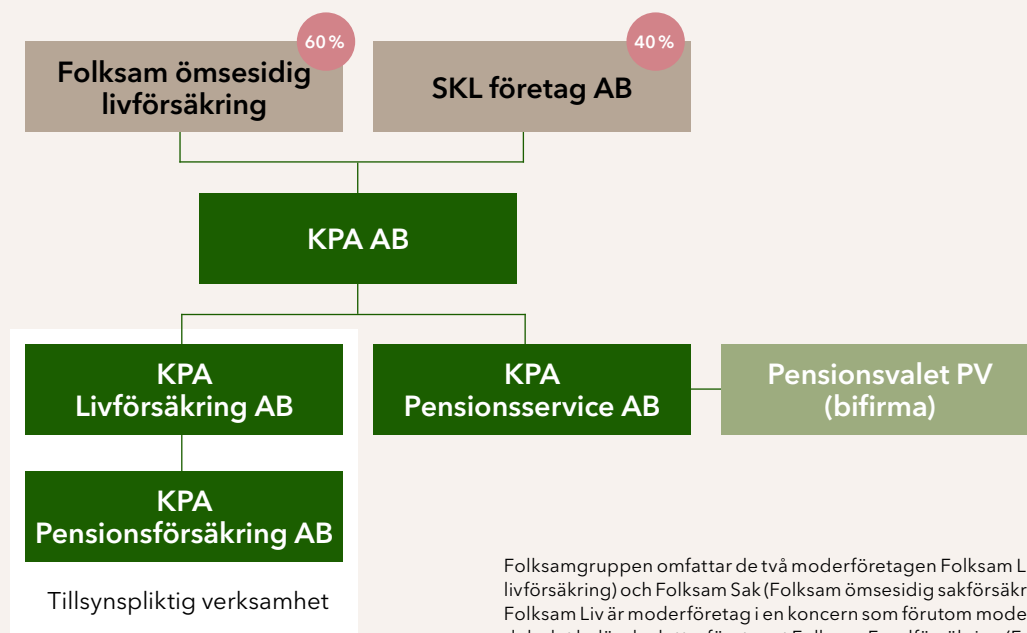 60 %
40 %
Folksam ömsesidig
livförsäkring
SKL företag AB
KPA AB
KPA
Livförsäkring AB
KPA
Pensionsservice AB
Pensionsvalet PV
(bifirma)
KPA
Pensionsförsäkring AB
Tillsynspliktig verksamhet
Folksamgruppen omfattar de två moderföretagen Folksam
livförsäkring) och Folksam Sak (Folksam ömsesidig
Folksam Liv är moderföretag i en koncern som förutom